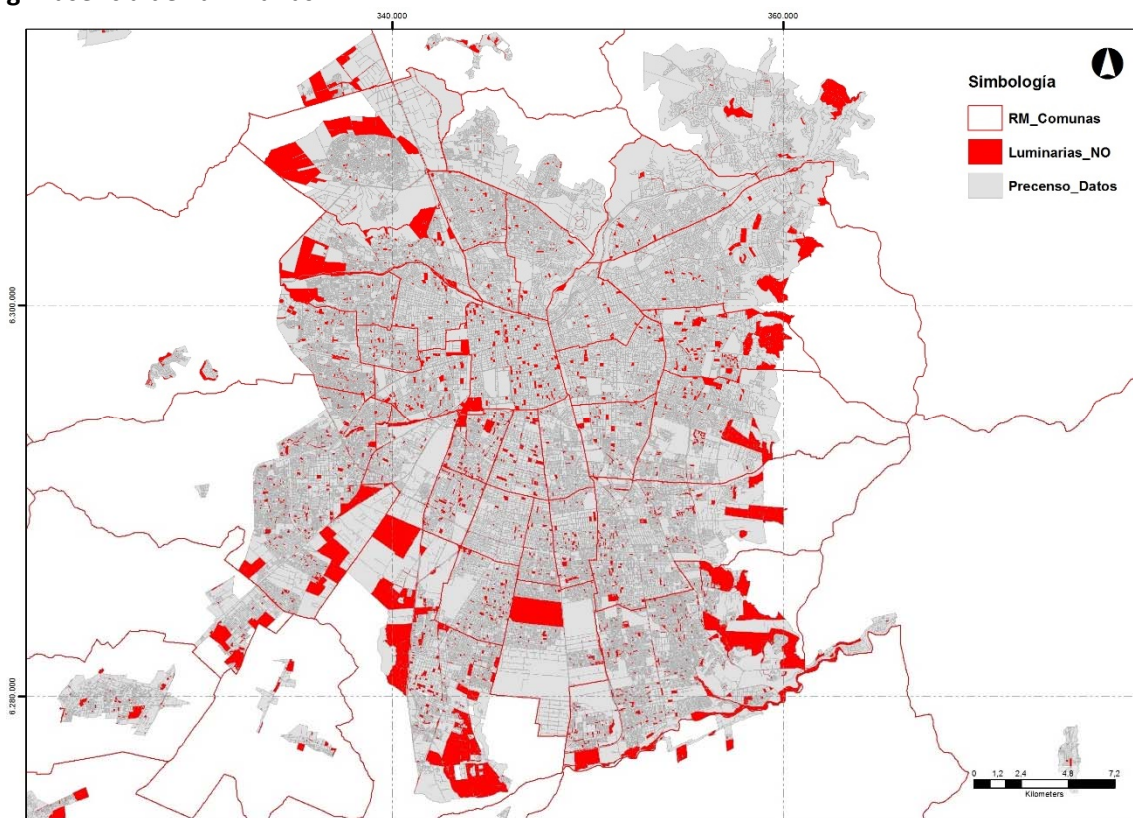 340.000
360.000
Simbología
RM_Comunas
Luminarias_NO
Precenso_Datos
6.300.000
6.280.000
0 1,2 2,4 4,8 7,2
Kilometers